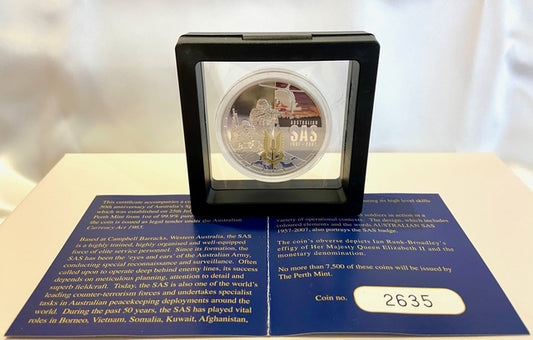 AUSTRALIAN
SAS
1957 - 2007
This certificate accompanies a
50th anniversary of Australia's
which was established on 25th
Perth Mint from 1oz of 99.9%
the coin is issued as legal tender under the Australian
Currency Act 1965.
Based at Campbell Barracks, Western Australia, the SAS
is a highly trained, highly organised and well-equipped
force of elite service personnel. Since its formation, the
SAS has been the 'eyes and ears' of the Australian Army,
conducting special reconnaissance and surveillance. Often
called upon to operate deep behind enemy lines, its success
depends on meticulous planning, attention to detail and
superb fieldcraft. Today, the SAS is also one of the world's
leading counter-terrorism forces and undertakes specialist
tasks in Australian peacekeeping deployments around the
world. During the past 50 years, the SAS has played vital
roles in Borneo, Vietnam, Somalia, Kuwait, Afghanistan,
its high level skills
soldiers in action in a
variety of operational
The design, which includes
coloured elements and the words AUSTRALIAN SAS
1957-2007, also portrays the SAS badge.
The coin's obverse depicts Ian Rank-Broadley's
effigy of Her Majesty Queen Elizabeth II and the
monetary denomination.
No more than 7,500 of these coins will be issued by
The Perth Mint.
Coin no. 2635